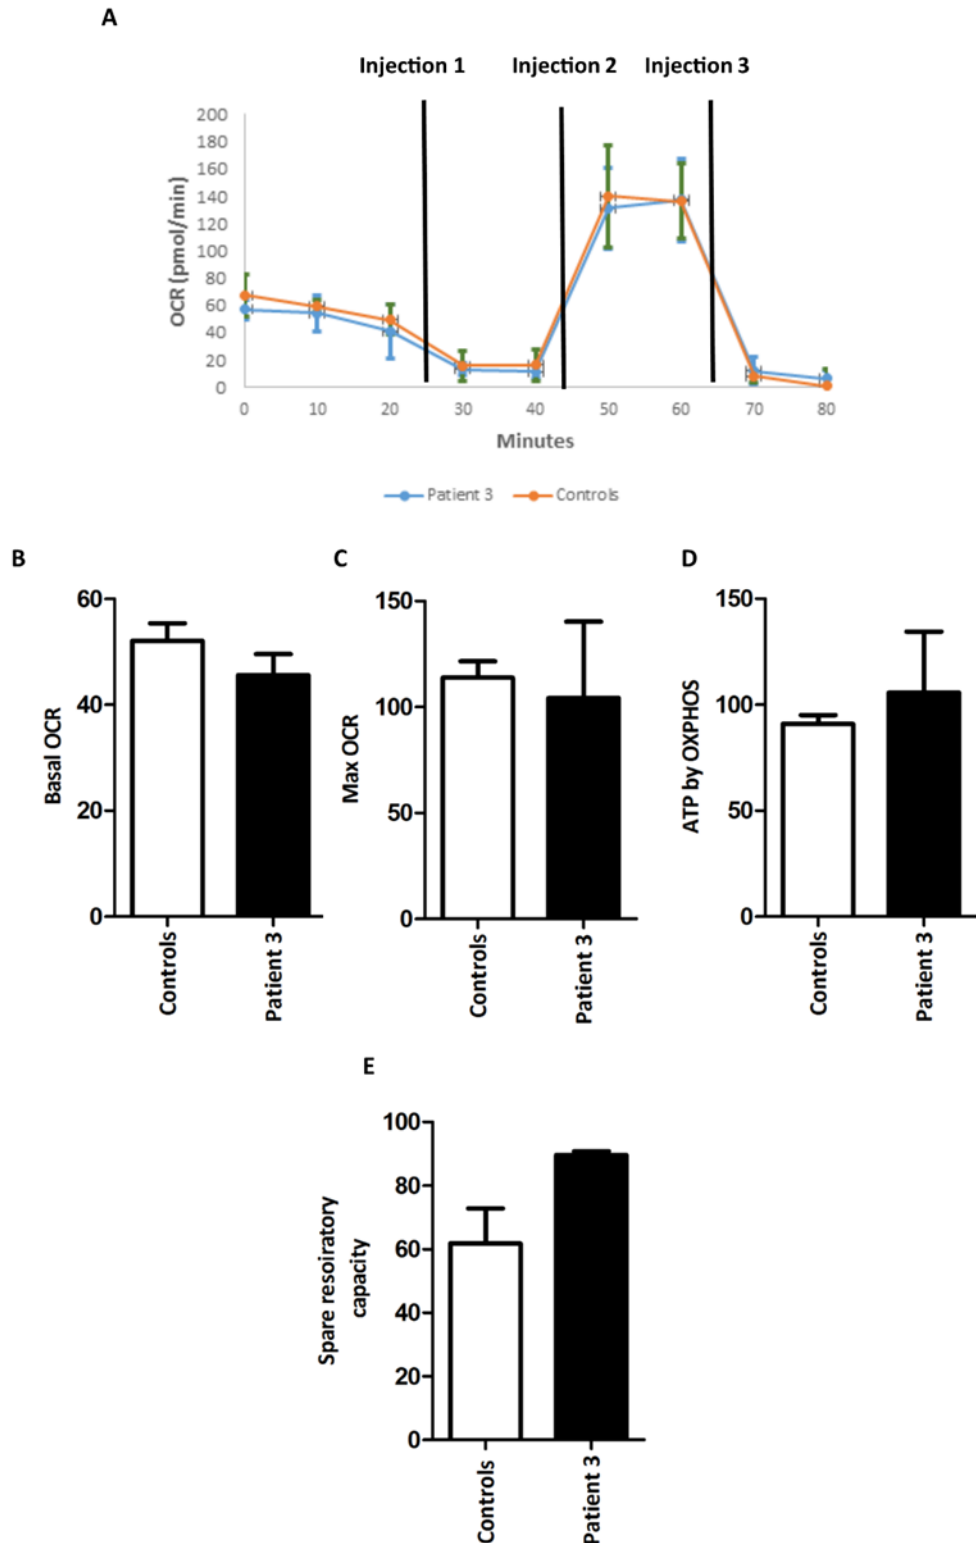 A
Injection 1 Injection 2 Injection 3
200
180
160
140
120
100
80
60
40
20
0
OCR (pmol/min)
0 10 20 30 40 50 60 70 80
Minutes
Patient 3 Controls
B
60
40
20
0
Basal OCR
Controls
Patient 3
C
150
100
50
0
Max OCR
Controls
Patient 3
D
150
100
50
0
ATP by OXPHOS
Controls
Patient 3
E
100
80
60
40
20
0
Spare resoiratory
capacity
Controls
Patient 3